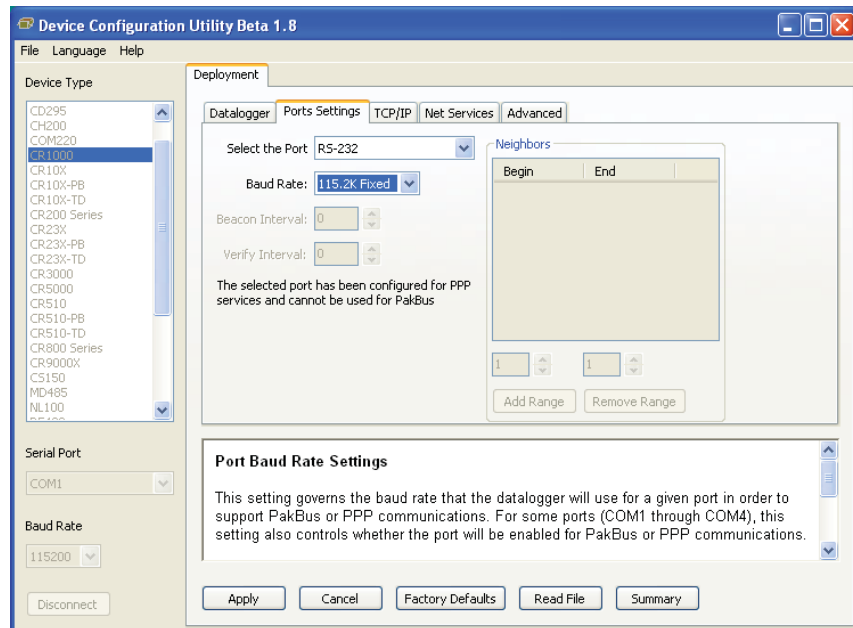 Device Configuration Utility Beta 1.8
File Language Help
Device Type
CD295
CH200
COM220
CR1000
CR10X
CR10X-PB
CR10X-TD
CR200 Series
CR23X
CR23X-PB
CR23X-TD
CR3000
CR5000
CR510
CR510-PB
CR510-TD
CR800 Series
CR9000X
CS150
MD485
NL100
Serial Port
COM1
Baud Rate
115200
Disconnect
Deployment
Datalogger Ports Settings TCP/IP Net Services Advanced
Select the Port RS-232
Baud Rate: 115.2K Fixed
Beacon Interval: 0
Verify Interval: 0
The selected port has been configured for PPP
services and cannot be used for PakBus
Neighbors
Begin End
1 1
Add Range Remove Range
Port Baud Rate Settings
This setting governs the baud rate that the datalogger will use for a given port in order to
support PakBus or PPP communications. For some ports (COM1 through COM4), this
setting also controls whether the port will be enabled for PakBus or PPP communications.
Apply Cancel Factory Defaults Read File Summary